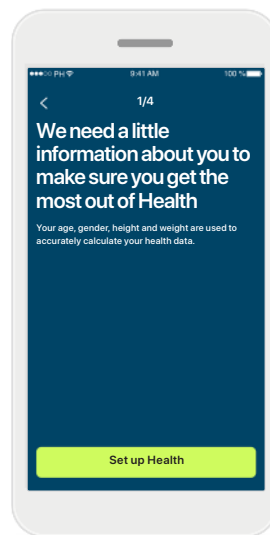 ●●●○○ PH 9:41 AM 100 %
1/4
We need a little
information about you to
make sure you get the
most out of Health
Your age, gender, height and weight are used to
accurately calculate your health data.
Set up Health